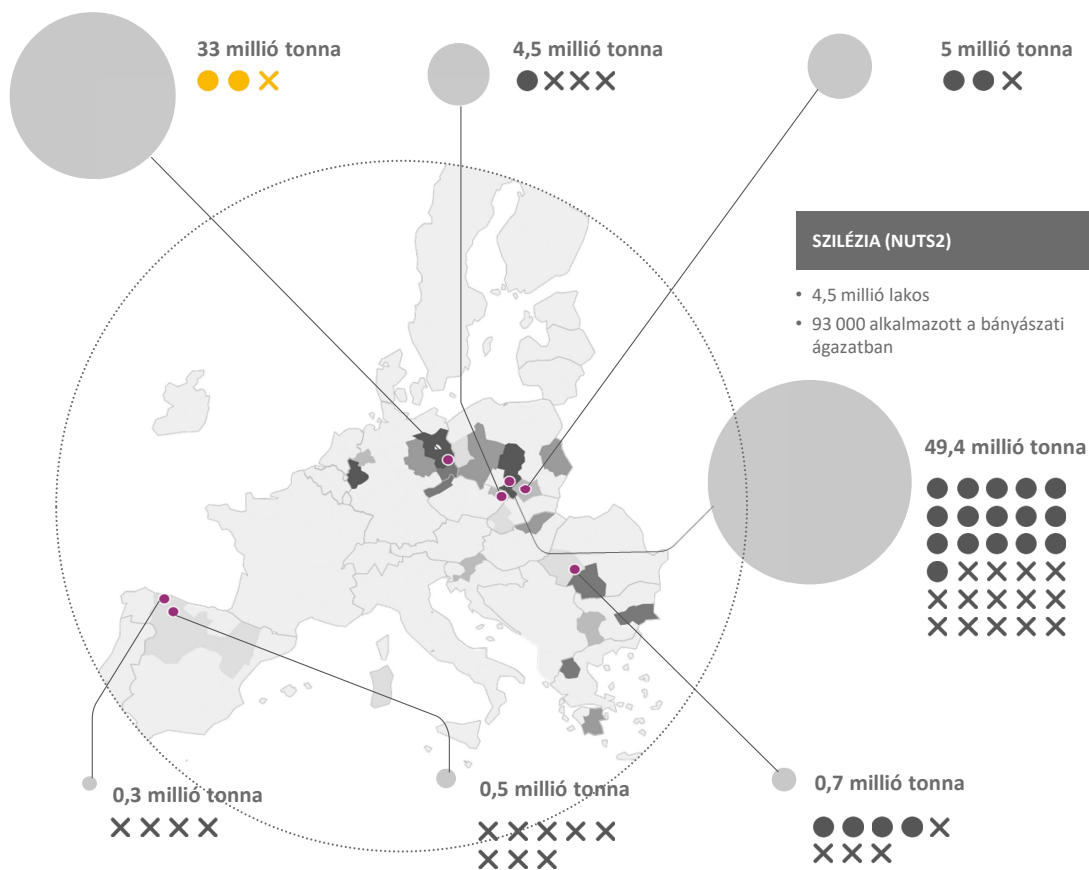 33 millió tonna
4,5 millió tonna
5 millió tonna
SZILÉZIA (NUTS2)
• 4,5 millió lakos
• 93 000 alkalmazott a bányászati
ágazatban
49,4 millió tonna
0,3 millió tonna
0,5 millió tonna
0,7 millió tonna